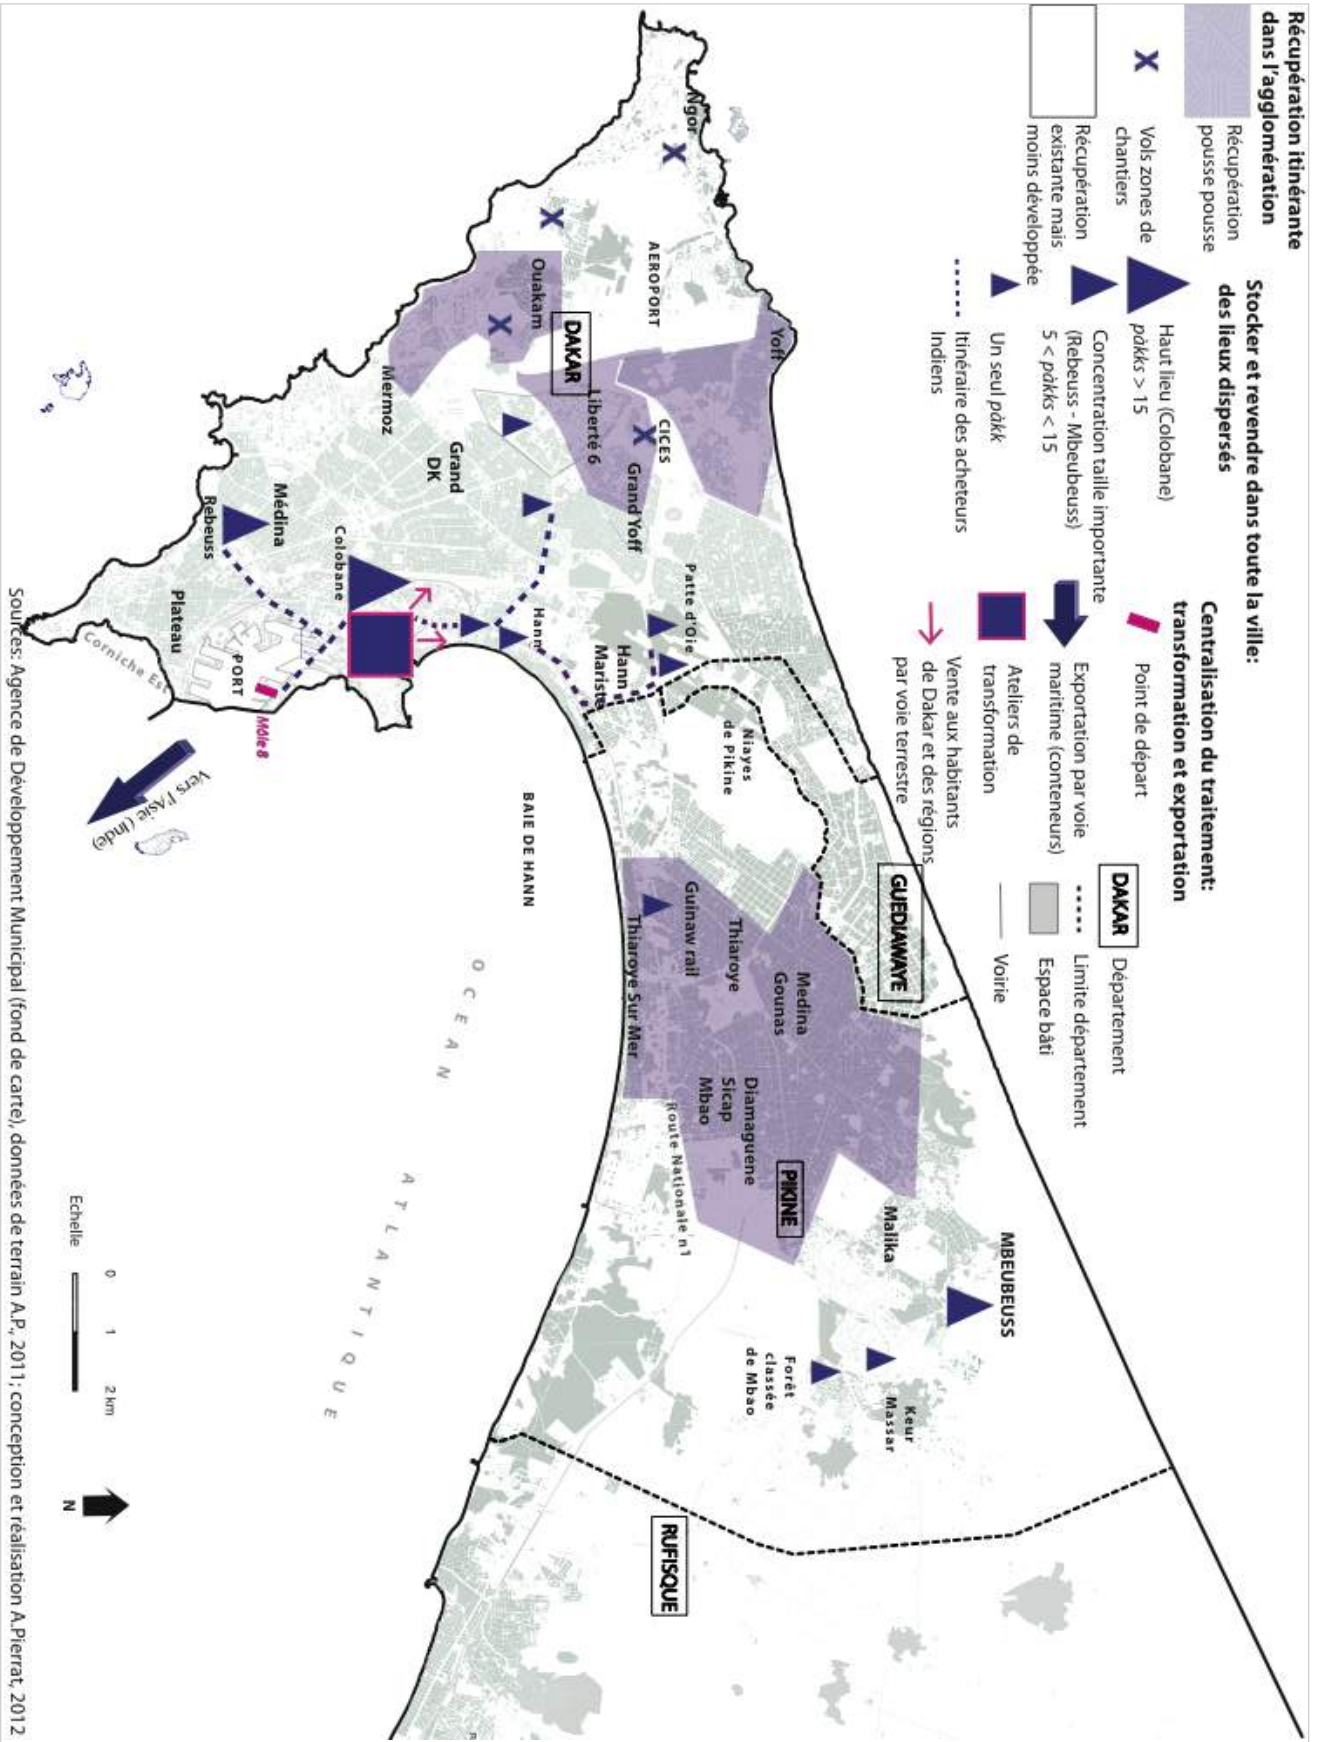 Récupération itinérante
dans l'agglomération
Récupération
pousse pousse
Vols zones de
chantiers
Récupération
existante mais
moins développée
Stocker et revendre dans toute la ville:
des lieux dispersés
Haut lieu (Colobane)
pàkks > 15
Concentration taille importante
(Rebeuss - Mbeubeuss)
5 < pàkks < 15
Un seul pàkk
Itinéraire des acheteurs
Indiens
Centralisation du traitement:
transformation et exportation
Point de départ
Exportation par voie
maritime (conteneurs)
Ateliers de
transformation
Vente aux habitants
de Dakar et des régions
par voie terrestre
DAKAR
Département
Limite département
Espace bâti
Voirie
Ngor
AEROPORT
Yoff
Ouakam
DAKAR
Mermoz
Liberté 6
CICES
Grand Yoff
Grand
DK
Médina
Rebeuss
Colobane
Plateau
Corniche Est
PORT
Môle 8
Vers l'Asie (Inde)
Patte d'Oie
Hann
Hann
Mariste
Niayes
de Pikine
BAIE DE HANN
GUEDIAWAYE
Guinaw rail
Thiaroye
Thiaroye Sur Mer
Medina
Gounas
Diamaguene
Sicap
Mbao
Route Nationale n1
PIKINE
Malika
MBEUBEUSS
Keur
Massar
Forêt
classée
de Mbao
RUFISQUE
OCEAN
ATLANTIQUE
Echelle
0 1 2 km
N
Sources: Agence de Développement Municipal (fond de carte), données de terrain A.P., 2011; conception et réalisation A.Pierrat, 2012